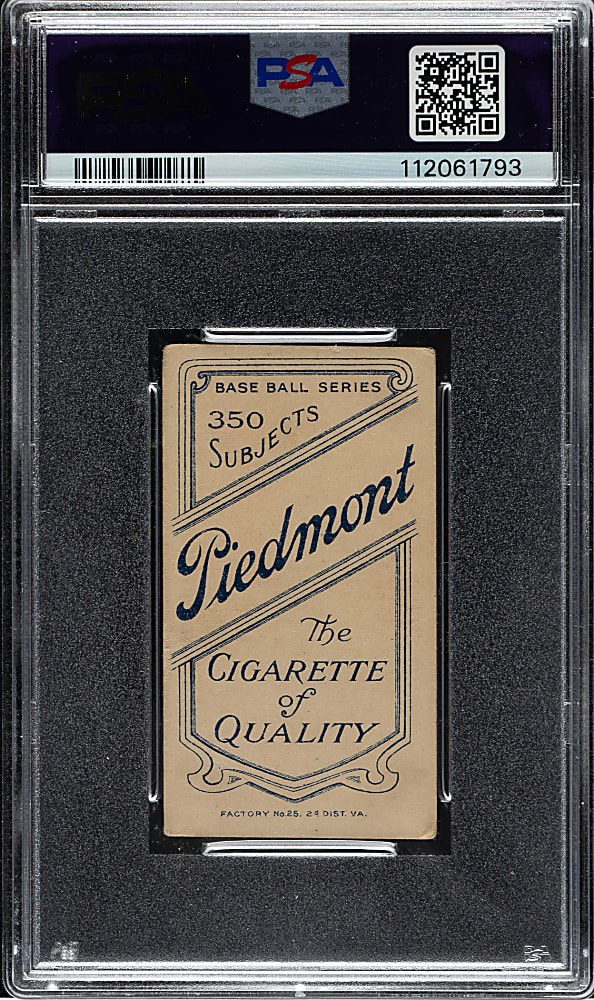 PSA
112061793
BASE BALL SERIES
350
SUBJECTS
Piedmont
The
CIGARETTE
of
QUALITY
FACTORY No.25, 2d DIST. VA.